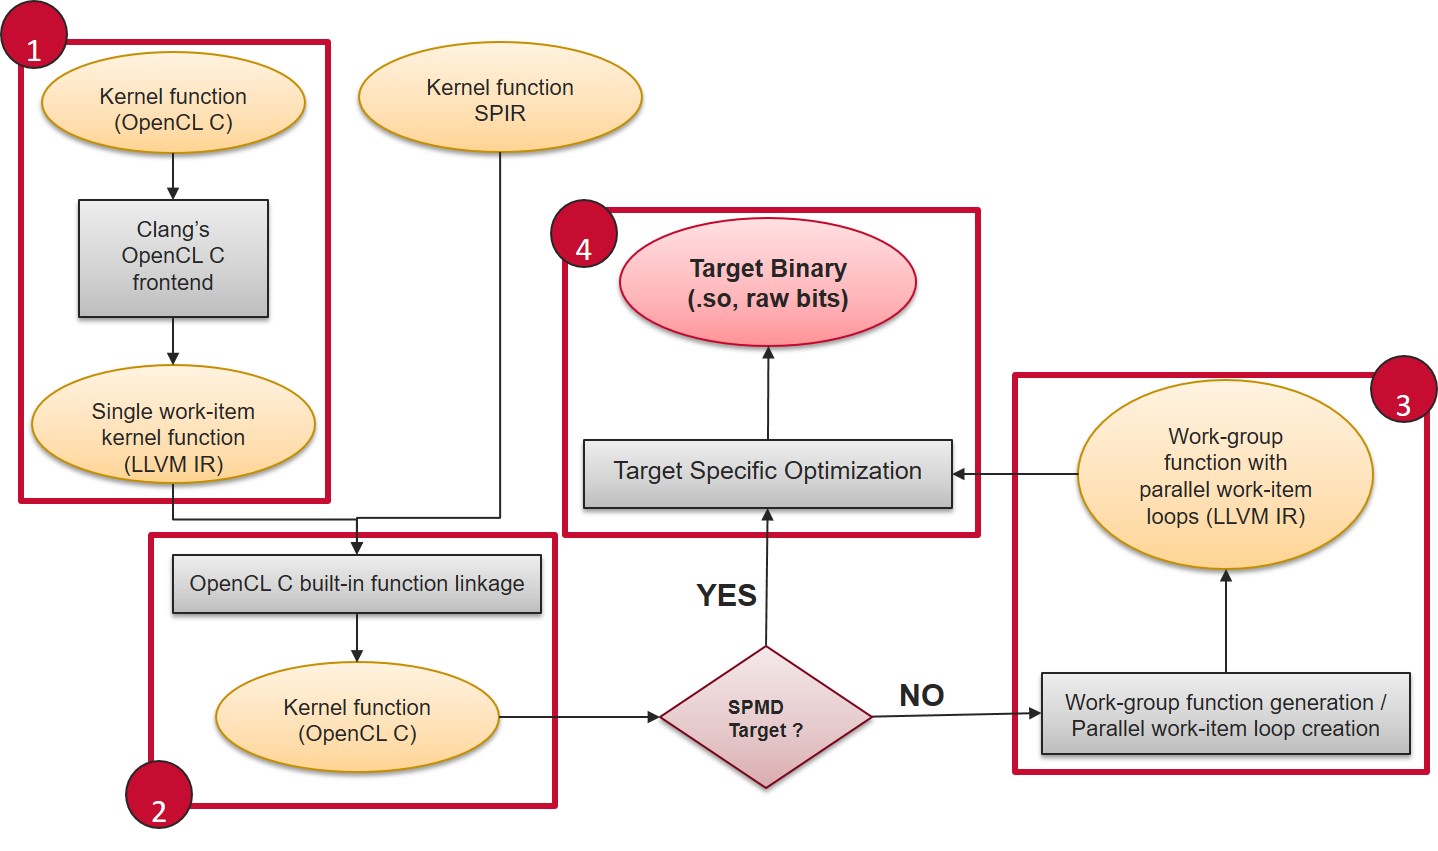 1
Kernel function
(OpenCL C)
Clang’s
OpenCL C
frontend
Single work-item
kernel function
(LLVM IR)
Kernel function
SPIR
2
OpenCL C built-in function linkage
Kernel function
(OpenCL C)
SPMD
Target ?
YES
NO
3
Work-group function generation /
Parallel work-item loop creation
Work-group
function with
parallel work-item
loops (LLVM IR)
4
Target Specific Optimization
Target Binary
(.so, raw bits)